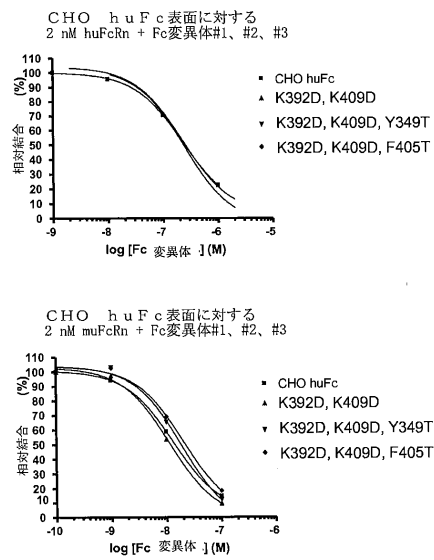 CHO huFc表面に対する
2 nM huFcRn + Fc変異体#1、#2、#3
相対結合 (%)
110
100
90
80
70
60
50
40
30
20
10
0
-9
-8
-7
-6
-5
log [Fc 変異体 ] (M)
CHO huFc
K392D, K409D
K392D, K409D, Y349T
K392D, K409D, F405T
CHO huFc表面に対する
2 nM muFcRn + Fc変異体#1、#2、#3
相対結合 (%)
110
100
90
80
70
60
50
40
30
20
10
0
-10
-9
-8
-7
-6
log [Fc 変異体 ] (M)
CHO huFc
K392D, K409D
K392D, K409D, Y349T
K392D, K409D, F405T